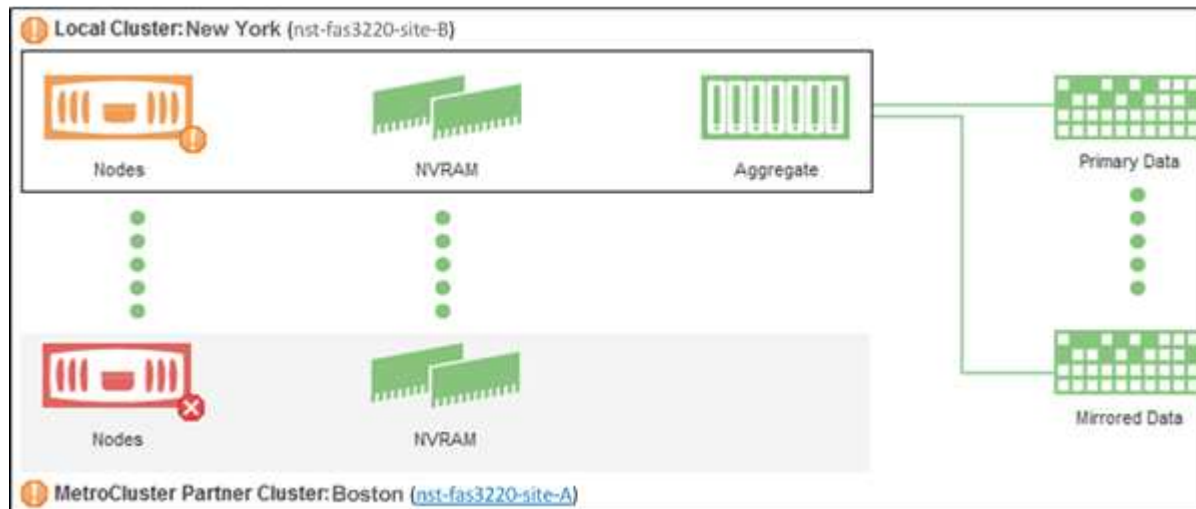 Local Cluster: New York (nst-fas3220-site-B)
Nodes
NVRAM
Aggregate
Primary Data
Nodes
NVRAM
Mirrored Data
MetroCluster Partner Cluster: Boston (nst-fas3220-site-A)